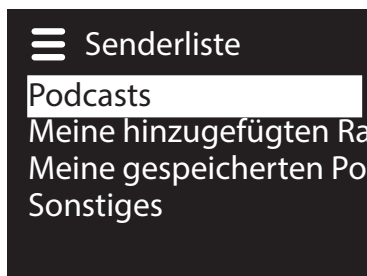 Senderliste
Podcasts
Meine hinzugefügten Ra
Meine gespeicherten Po
Sonstiges